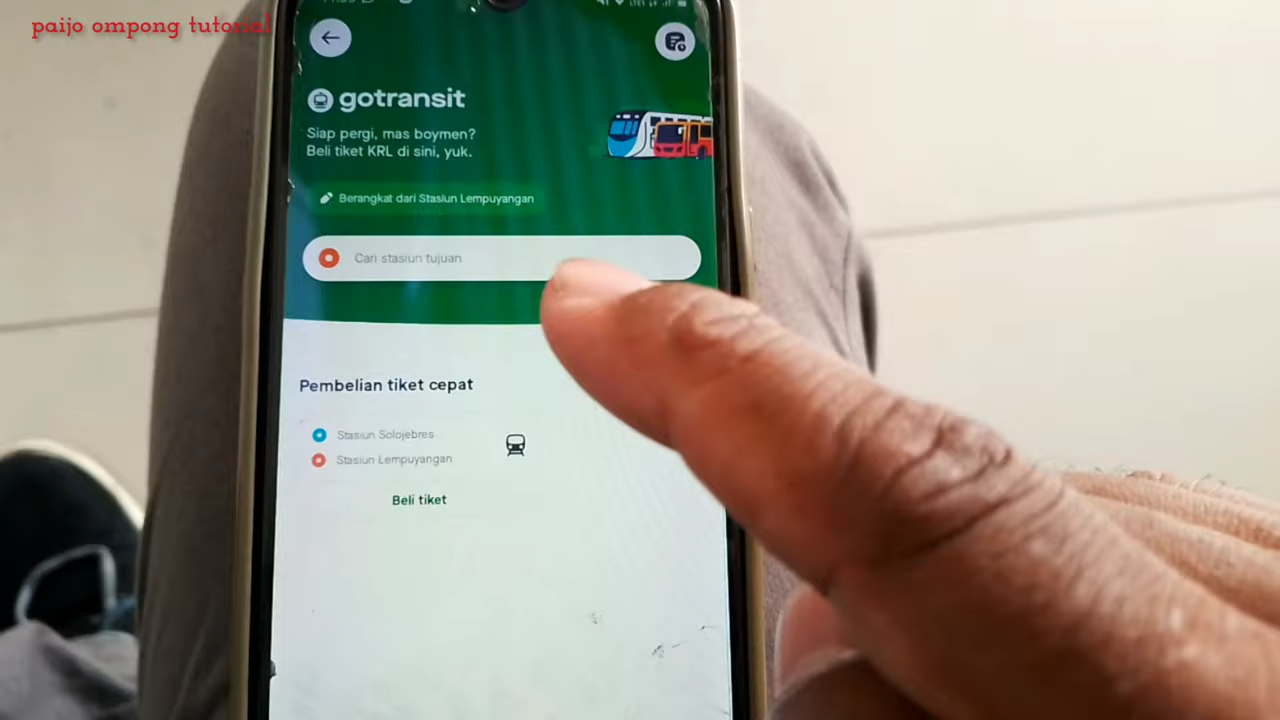 paijo ompong tutorial
gotransit
Siap pergi, mas boymen?
Beli tiket KRL di sini, yuk.
Berangkat dari Stasiun Lempuyangan
Cari stasiun tujuan
Pembelian tiket cepat
Stasiun Solojebres
Stasiun Lempuyangan
Beli tiket